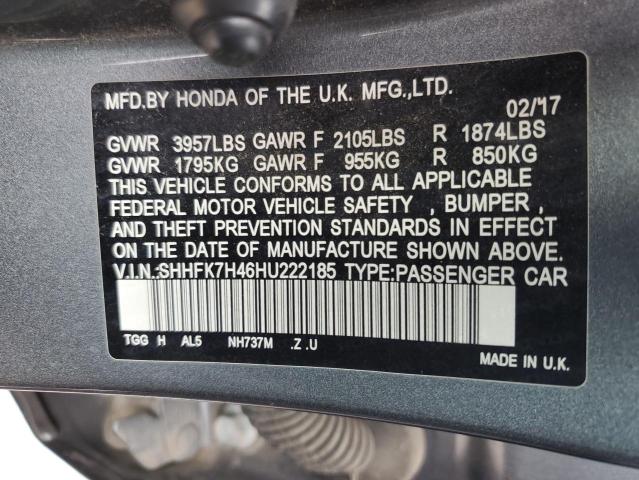 MFD.BY HONDA OF THE U.K. MFG.,LTD.
02/'17
GVWR 3957LBS GAWR F 2105LBS R 1874LBS
GVWR 1795KG GAWR F 955KG R 850KG
THIS VEHICLE CONFORMS TO ALL APPLICABLE
FEDERAL MOTOR VEHICLE SAFETY , BUMPER ,
AND THEFT PREVENTION STANDARDS IN EFFECT
ON THE DATE OF MANUFACTURE SHOWN ABOVE.
V.I.N.:SHHFK7H46HU222185 TYPE:PASSENGER CAR
TGG H AL5 NH737M .Z .U
MADE IN U.K.